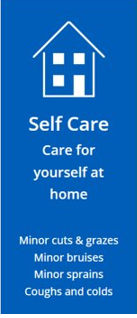 Self Care
Care for
yourself at
home
Minor cuts & grazes
Minor bruises
Minor sprains
Coughs and colds